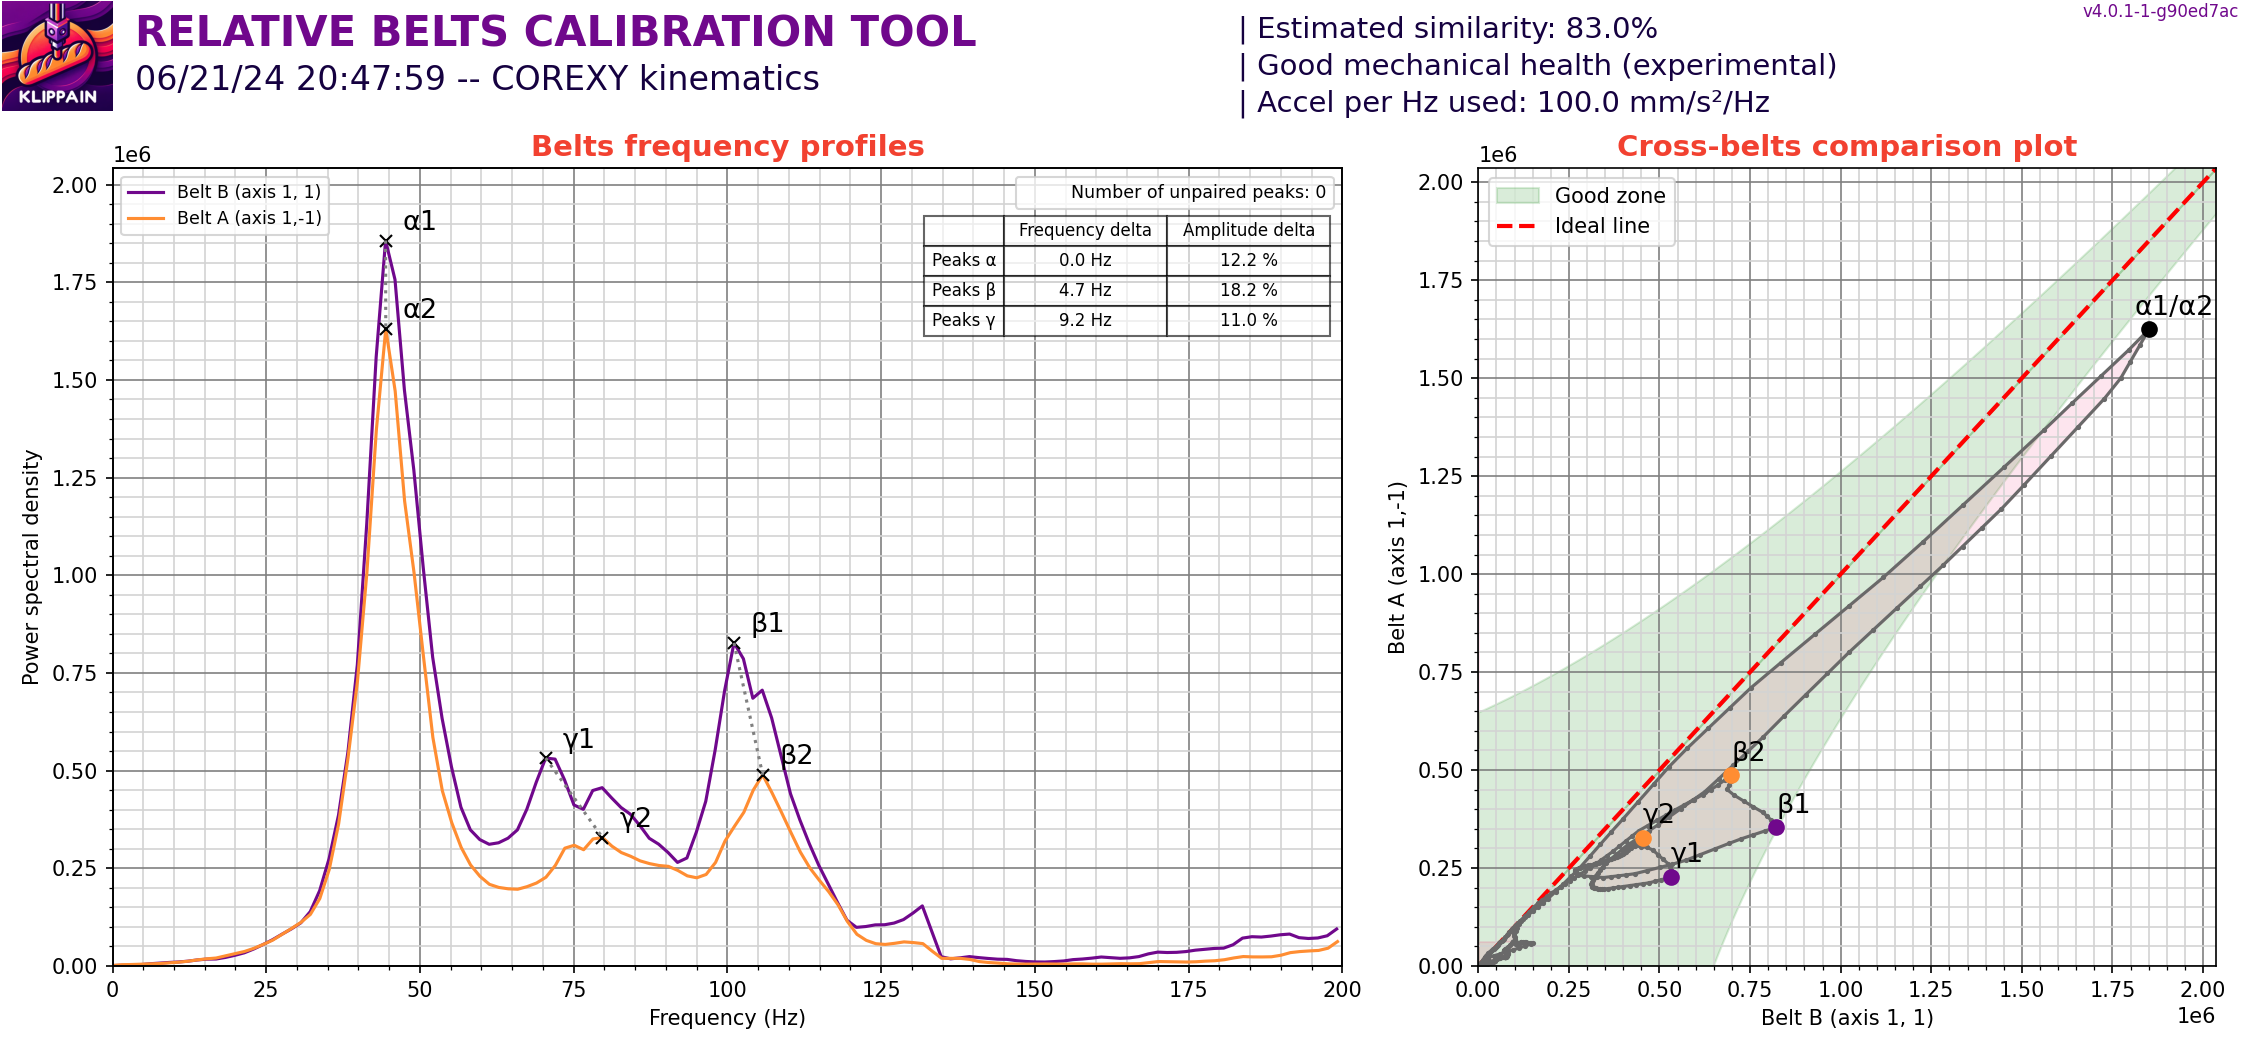 KLIPPAIN
RELATIVE BELTS CALIBRATION TOOL
06/21/24 20:47:59 -- COREXY kinematics
| Estimated similarity: 83.0%
| Good mechanical health (experimental)
| Accel per Hz used: 100.0 mm/s²/Hz
v4.0.1-1-g90ed7ac
Belts frequency profiles
1e6
Belt B (axis 1, 1)
Belt A (axis 1,-1)
Number of unpaired peaks: 0
Frequency delta Amplitude delta
Peaks α 0.0 Hz 12.2 %
Peaks β 4.7 Hz 18.2 %
Peaks γ 9.2 Hz 11.0 %
α1
α2
β1
β2
γ1
γ2
Power spectral density
2.00
1.75
1.50
1.25
1.00
0.75
0.50
0.25
0.00
0 25 50 75 100 125 150 175 200
Frequency (Hz)
Cross-belts comparison plot
1e6
Good zone
Ideal line
α1/α2
β2
β1
γ2
γ1
Belt A (axis 1,-1)
2.00
1.75
1.50
1.25
1.00
0.75
0.50
0.25
0.00
0.00 0.25 0.50 0.75 1.00 1.25 1.50 1.75 2.00
Belt B (axis 1, 1)
1e6